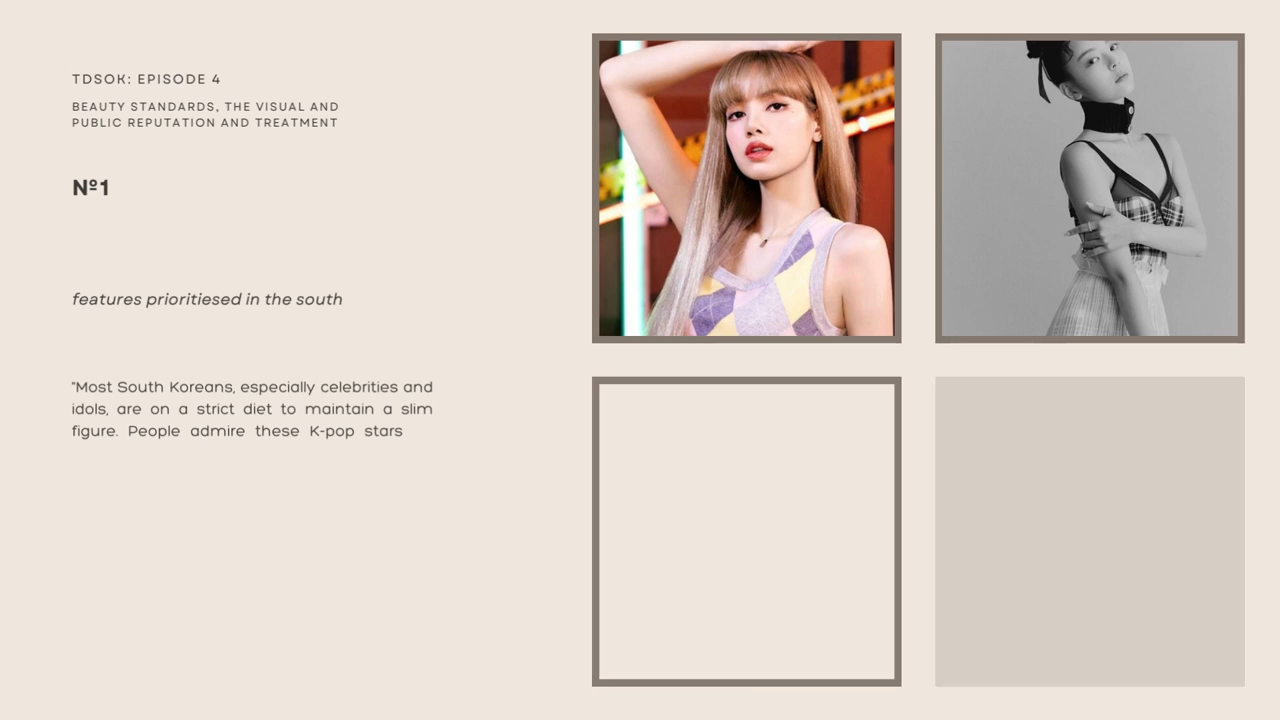 TDSOK: EPISODE 4
BEAUTY STANDARDS, THE VISUAL AND
PUBLIC REPUTATION AND TREATMENT
Nº1
features prioritiesed in the south
"Most South Koreans, especially celebrities and
idols, are on a strict diet to maintain a slim
figure. People admire these K-pop stars